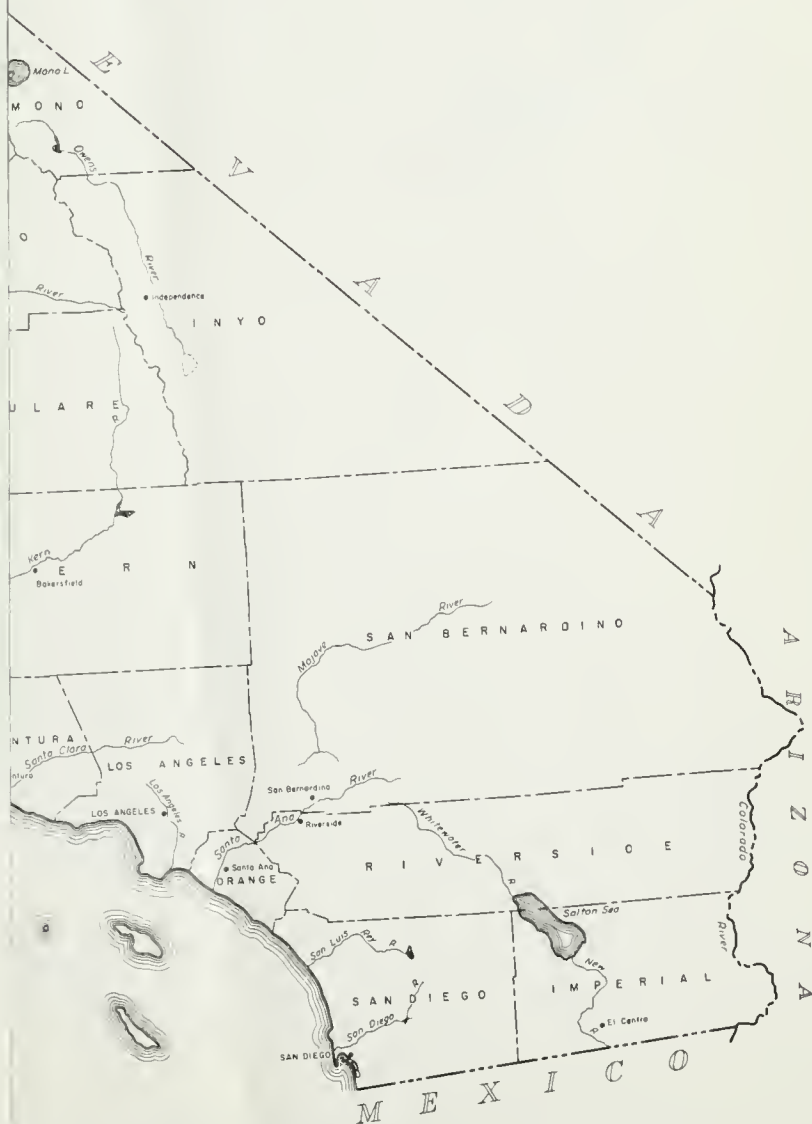 E V A D A
Mono L
MONO
Owens
River
O
River
Independence
INYO
ULARE
R
Kern
ERN
Bakersfield
River
Mojave
SAN BERNARDINO
ARIZONA
NTURA
Santa Clara
River
LOS ANGELES
ntura
Los Angeles
R
LOS ANGELES
San Bernardino
River
Santa
Ana
Riverside
Whitewater
R
Colorado
River
Santa Ana
ORANGE
RIVERSIDE
Salton Sea
San Luis
Rey
R
New
IMPERIAL
SAN DIEGO
R
San Diego
El Centro
R
SAN DIEGO
MEXICO